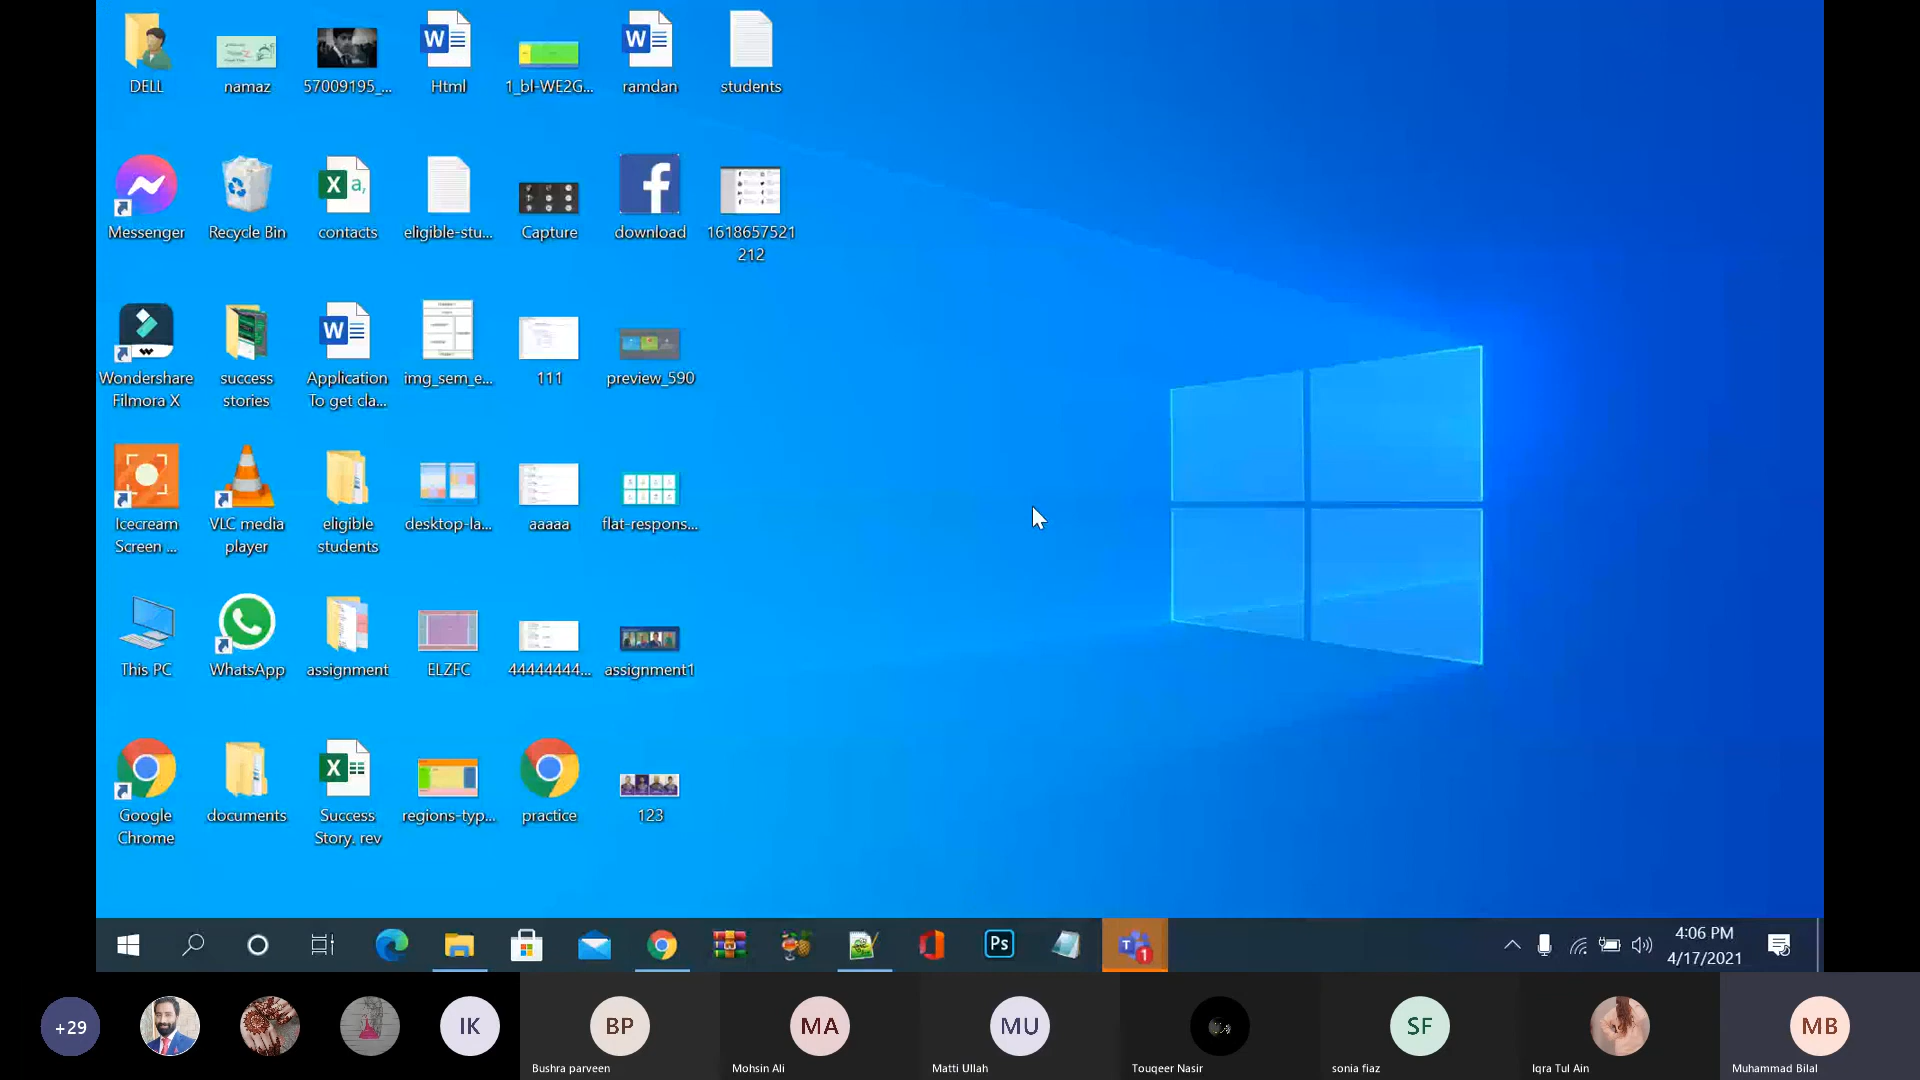 DELL
namaz
57009195_...
Html
1_bl-WE2G...
ramdan
students
Messenger
Recycle Bin
contacts
eligible-stu...
Capture
download
1618657521
212
Wondershare
Filmora X
success
stories
Application
To get cla...
img_sem_e...
111
preview_590
Icecream
Screen ...
VLC media
player
eligible
students
desktop-la...
aaaaa
flat-respons...
This PC
WhatsApp
assignment
ELZFC
44444444...
assignment1
Google
Chrome
documents
Success
Story. rev
regions-typ...
practice
123
Ps
T
1
4:06 PM
4/17/2021
+29
IK
BP
MA
MU
SF
MB
Bushra parveen
Mohsin Ali
Matti Ullah
Touqeer Nasir
sonia fiaz
Iqra Tul Ain
Muhammad Bilal